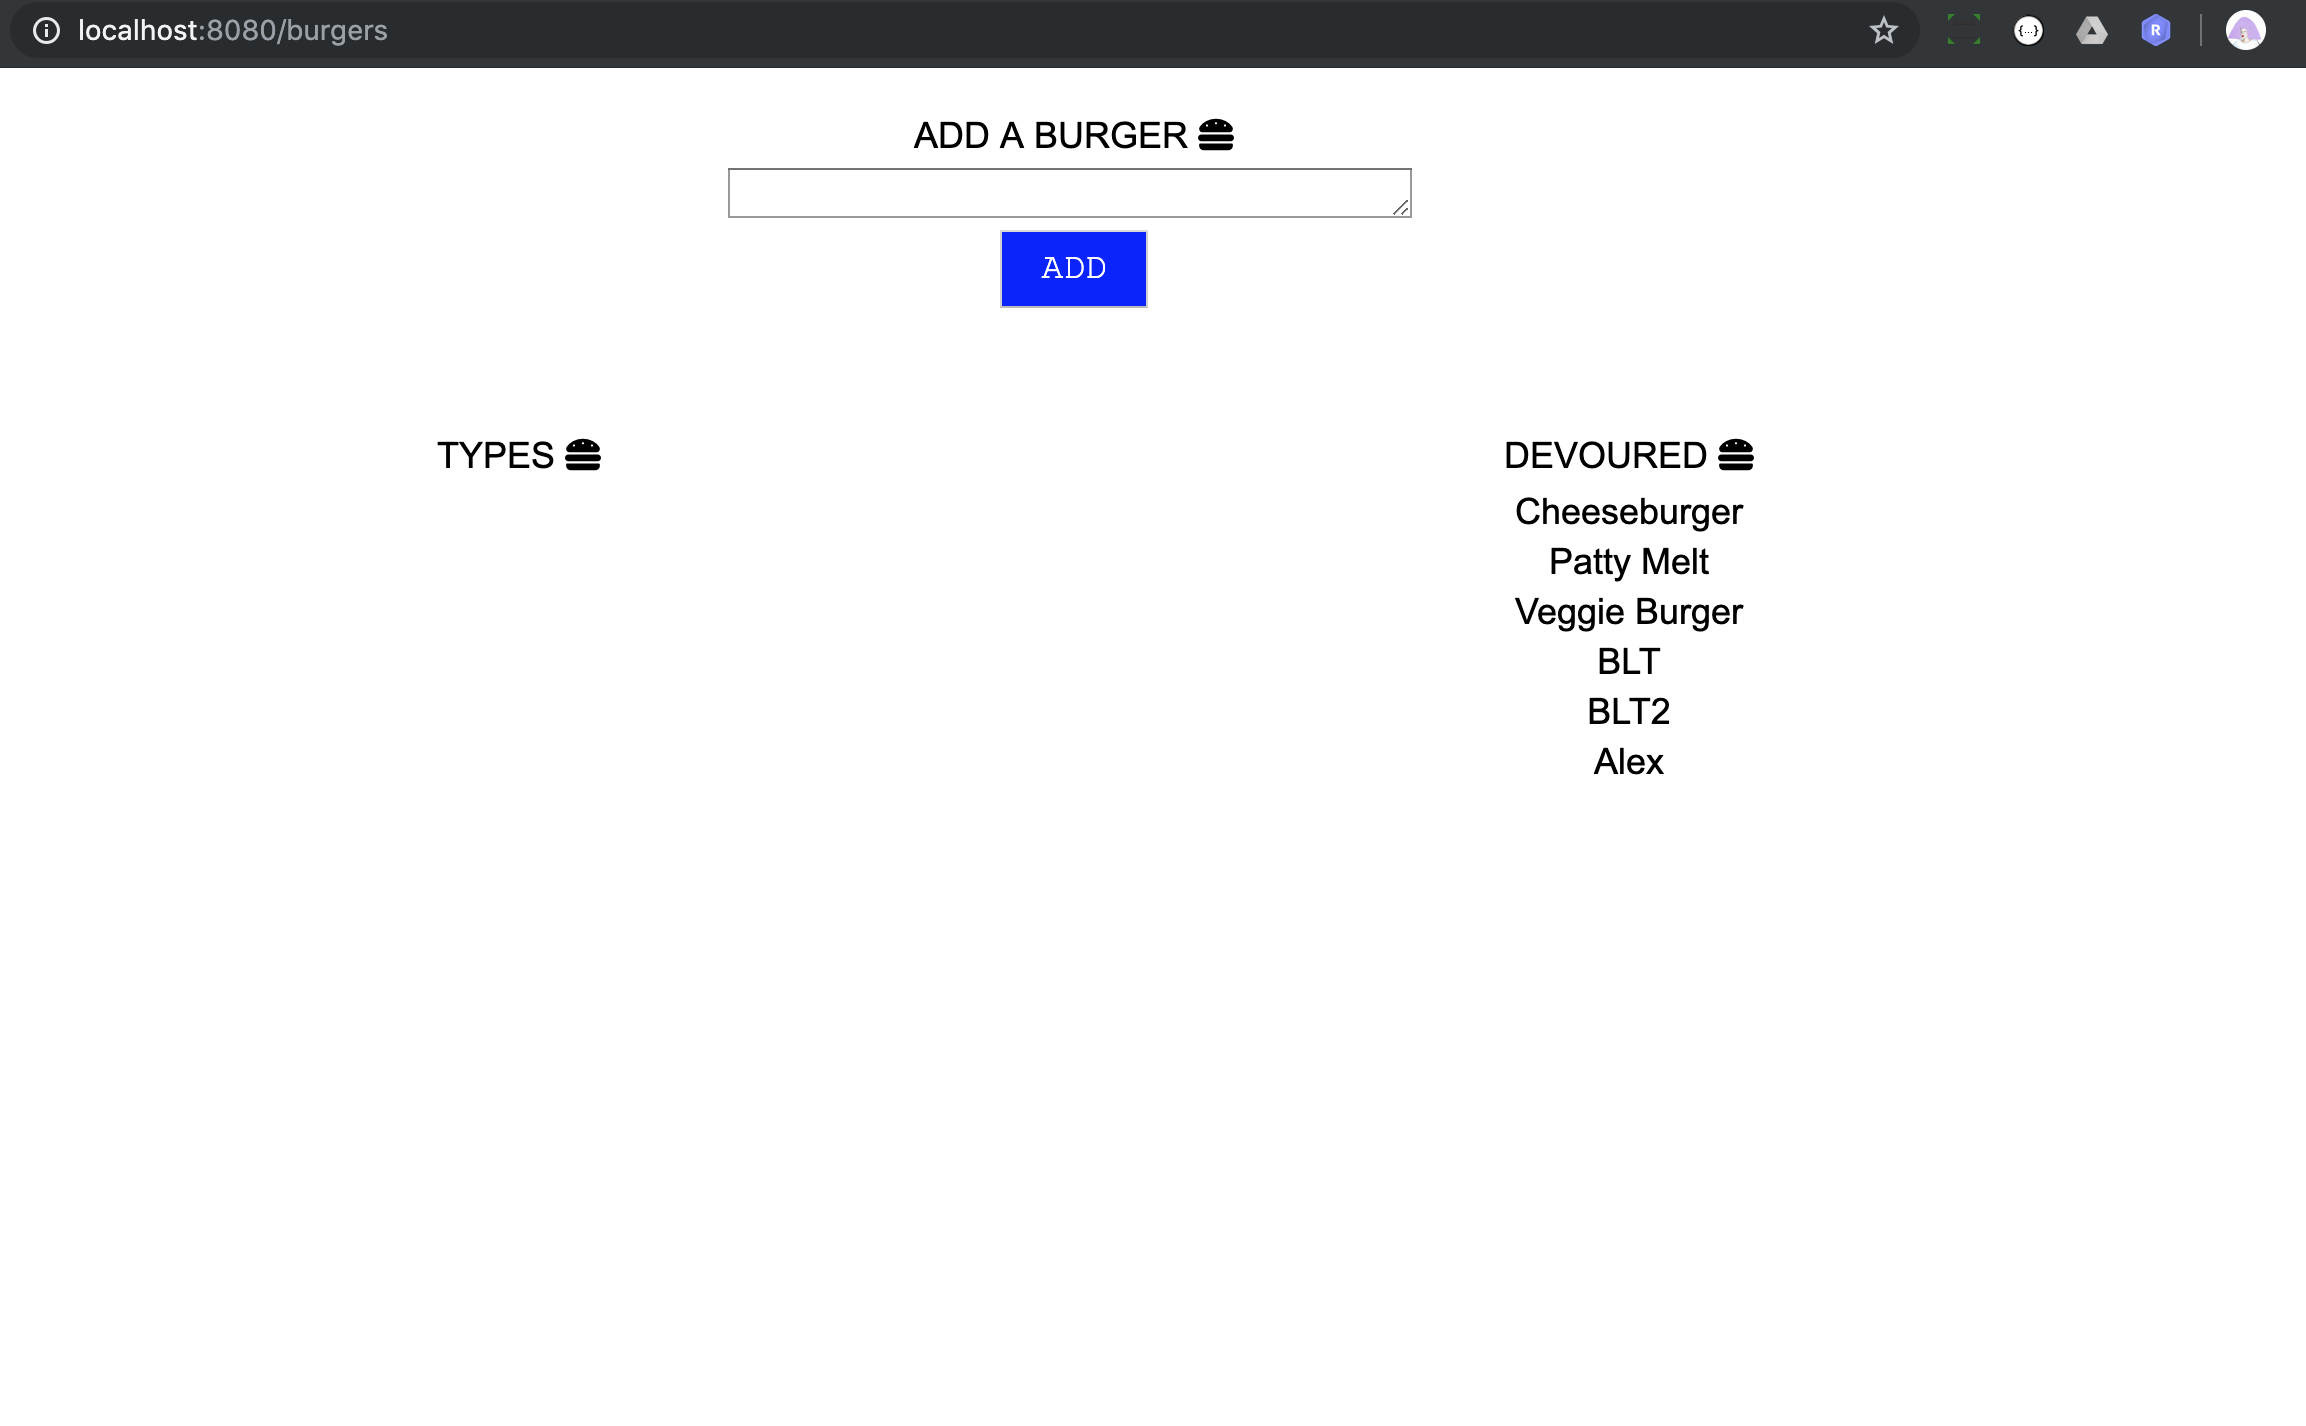 localhost:8080/burgers
{...}
R
ADD A BURGER
ADD
TYPES
DEVOURED
Cheeseburger
Patty Melt
Veggie Burger
BLT
BLT2
Alex